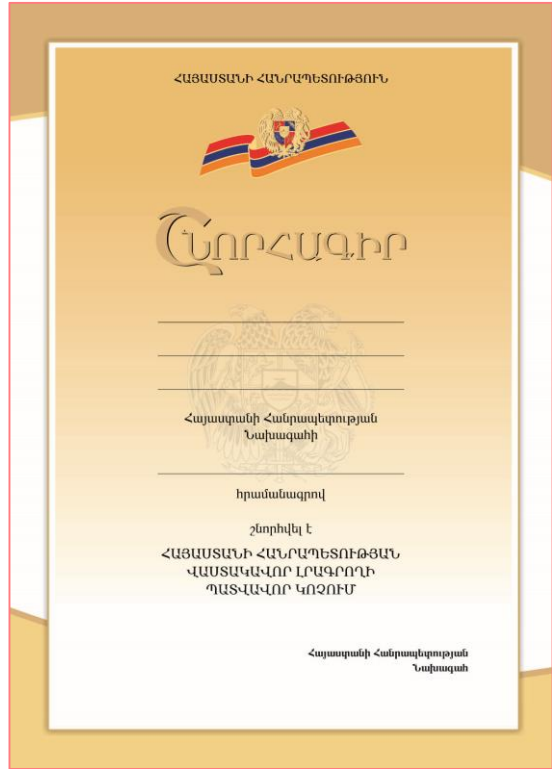 ՀԱՅԱՍՏԱՆԻ ՀԱՆՐԱՊԵՏՈՒԹՅՈՒՆ
ՇՆՈՐՀԱԳԻՐ
Հայաստանի Հանրապետության
Նախագահի
հրամանագրով
շնորհվել է
ՀԱՅԱՍՏԱՆԻ ՀԱՆՐԱՊԵՏՈՒԹՅԱՆ
ՎԱՍՏԱԿԱՎՈՐ ԼՐԱԳՐՈՂԻ
ՊԱՏՎԱՎՈՐ ԿՈՉՈՒՄ
Հայաստանի Հանրապետության
Նախագահ